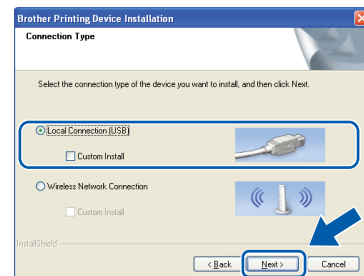 Brother Printing Device Installation
Connection Type
Select the connection type of the device you want to install, and then click Next.
Local Connection (USB)
Custom Install
Wireless Network Connection
Custom Install
InstallShield
< Back
Next >
Cancel